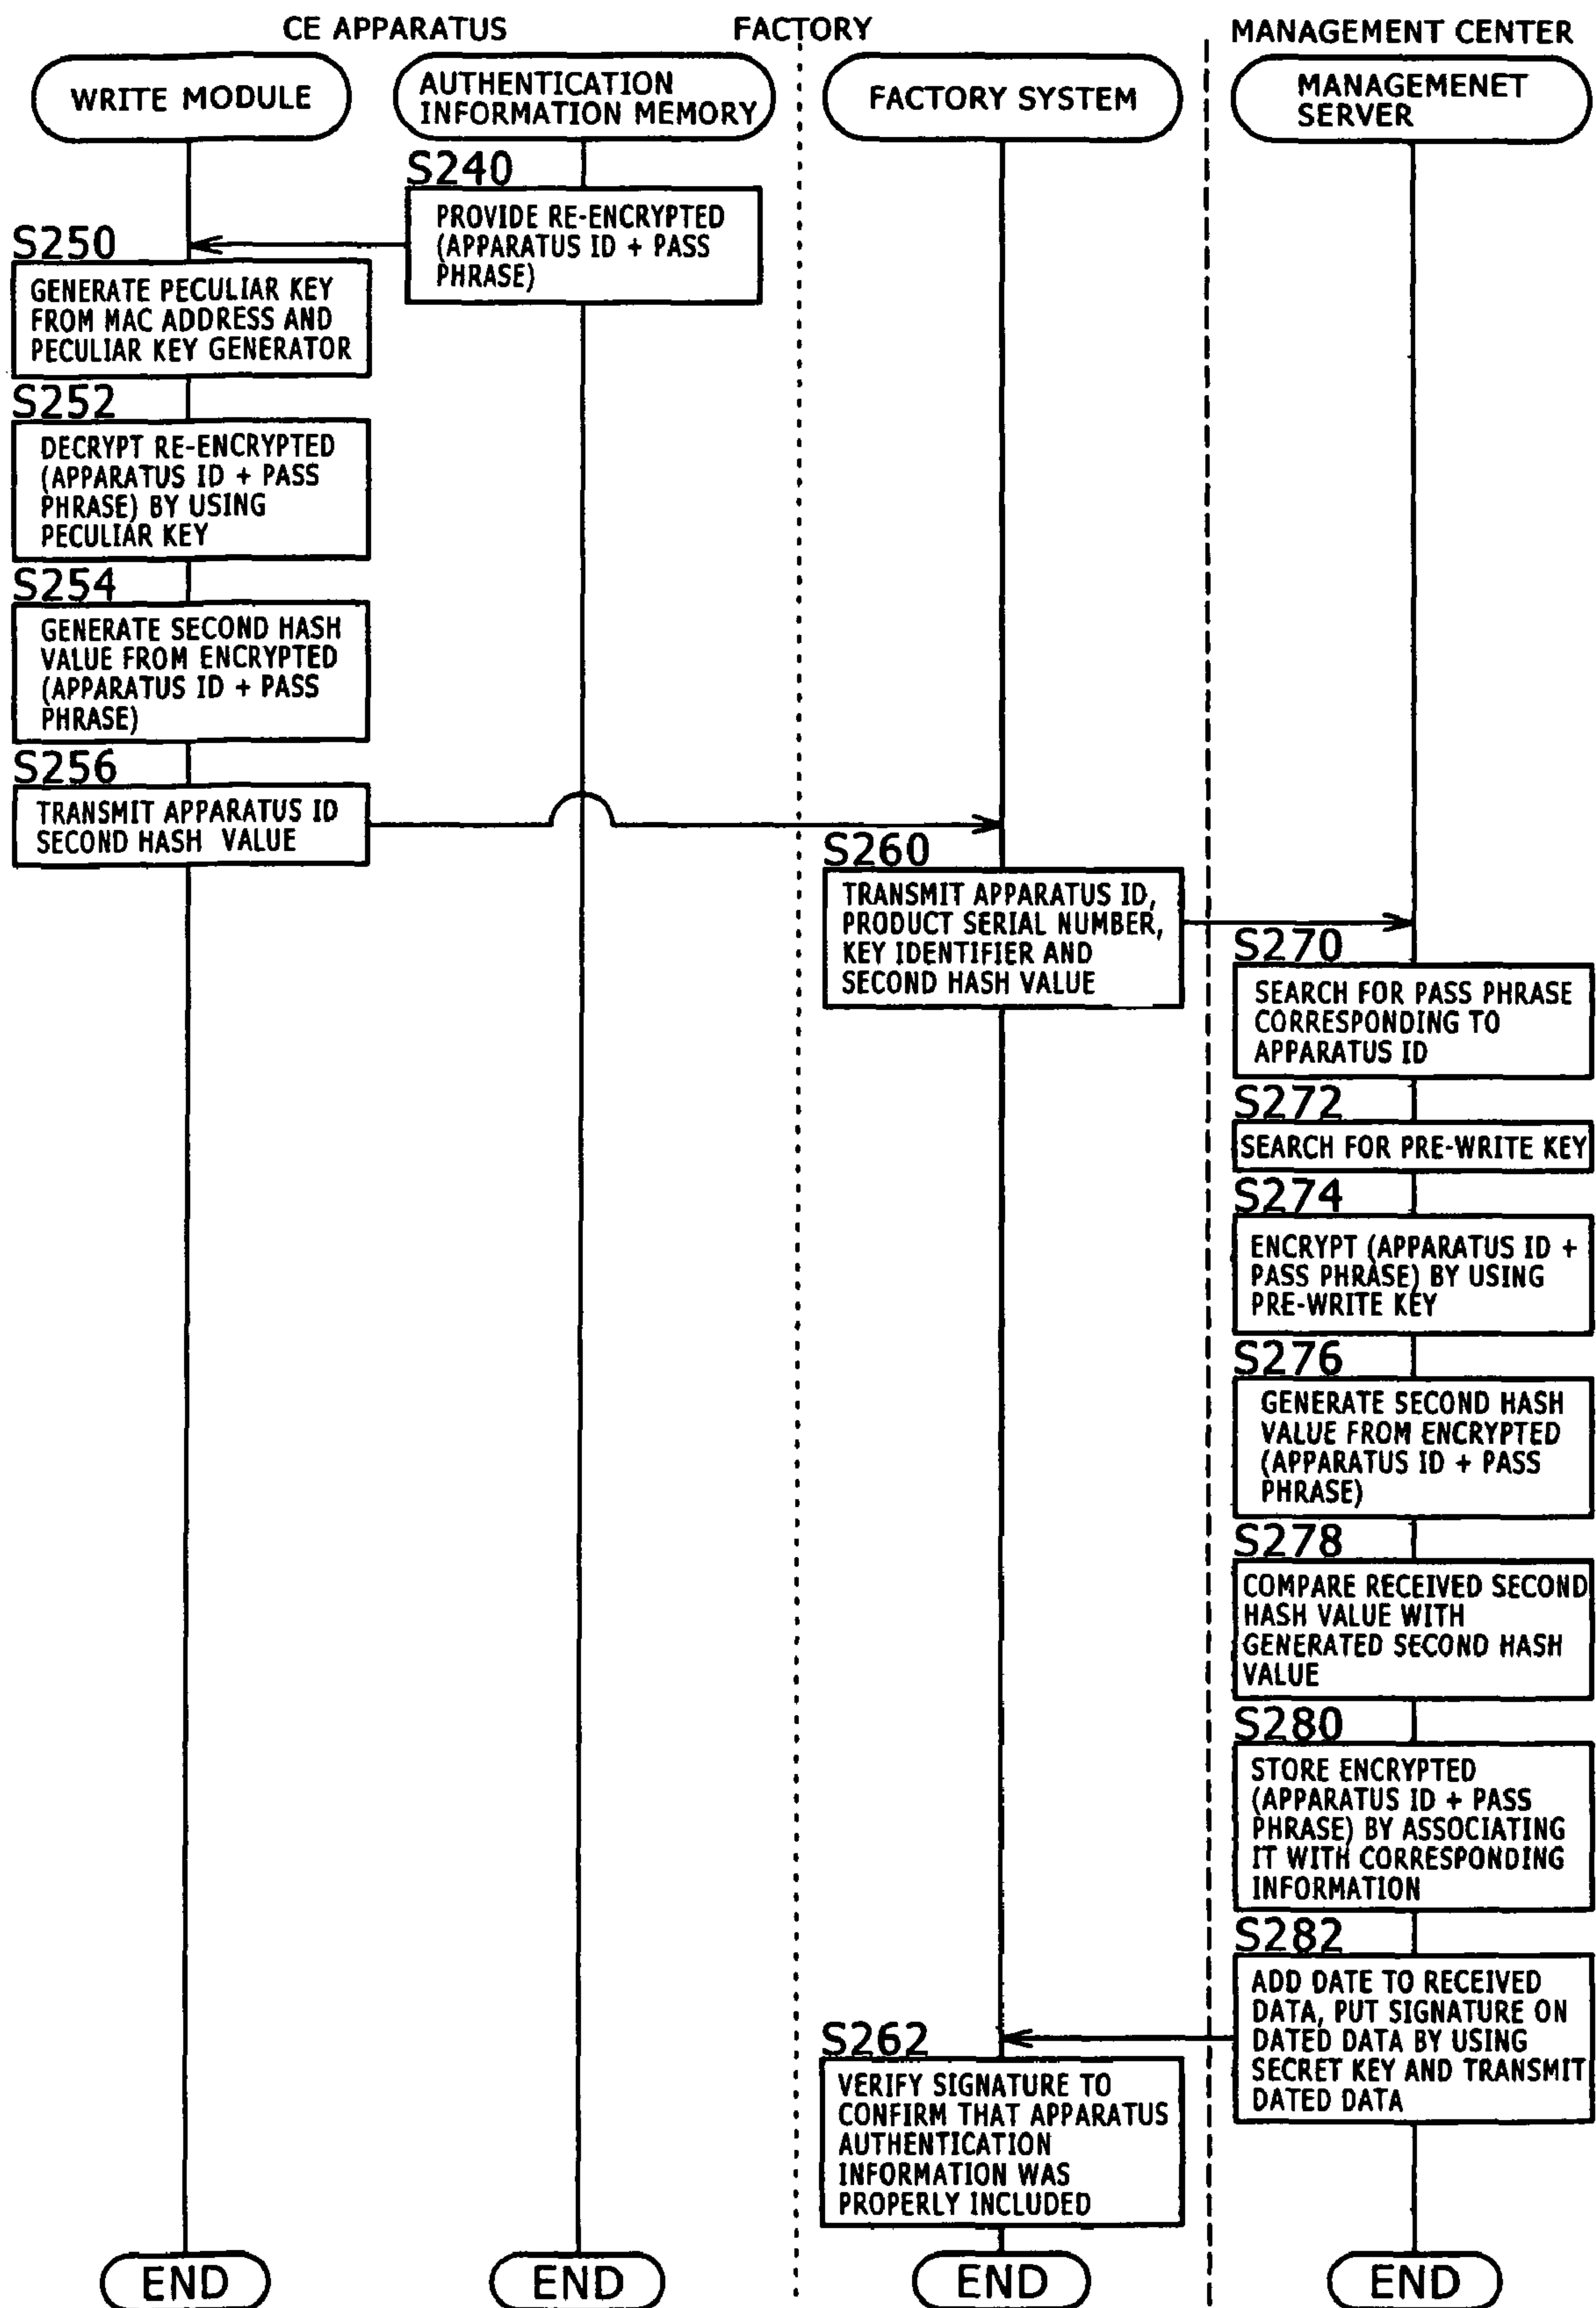 CE APPARATUS
FACTORY
MANAGEMENT CENTER
WRITE MODULE
AUTHENTICATION
INFORMATION MEMORY
FACTORY SYSTEM
MANAGEMENET
SERVER
S240
PROVIDE RE-ENCRYPTED
(APPARATUS ID + PASS
PHRASE)
S250
GENERATE PECULIAR KEY
FROM MAC ADDRESS AND
PECULIAR KEY GENERATOR
S252
DECRYPT RE-ENCRYPTED
(APPARATUS ID + PASS
PHRASE) BY USING
PECULIAR KEY
S254
GENERATE SECOND HASH
VALUE FROM ENCRYPTED
(APPARATUS ID + PASS
PHRASE)
S256
TRANSMIT APPARATUS ID
SECOND HASH VALUE
S260
TRANSMIT APPARATUS ID,
PRODUCT SERIAL NUMBER,
KEY IDENTIFIER AND
SECOND HASH VALUE
S270
SEARCH FOR PASS PHRASE
CORRESPONDING TO
APPARATUS ID
S272
SEARCH FOR PRE-WRITE KEY
S274
ENCRYPT (APPARATUS ID +
PASS PHRASE) BY USING
PRE-WRITE KEY
S276
GENERATE SECOND HASH
VALUE FROM ENCRYPTED
(APPARATUS ID + PASS
PHRASE)
S278
COMPARE RECEIVED SECOND
HASH VALUE WITH
GENERATED SECOND HASH
VALUE
S280
STORE ENCRYPTED
(APPARATUS ID + PASS
PHRASE) BY ASSOCIATING
IT WITH CORRESPONDING
INFORMATION
S282
ADD DATE TO RECEIVED
DATA, PUT SIGNATURE ON
DATED DATA BY USING
SECRET KEY AND TRANSMIT
DATED DATA
S262
VERIFY SIGNATURE TO
CONFIRM THAT APPARATUS
AUTHENTICATION
INFORMATION WAS
PROPERLY INCLUDED
END
END
END
END